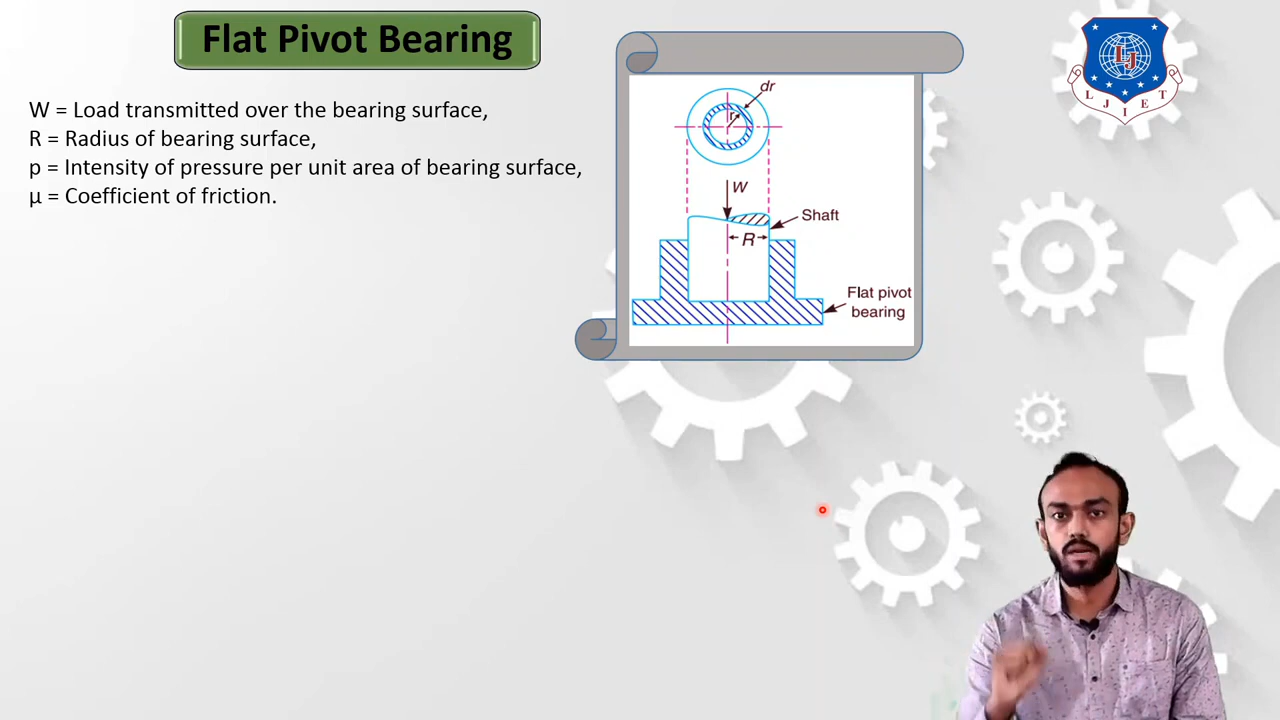 Flat Pivot Bearing
W = Load transmitted over the bearing surface,
R = Radius of bearing surface,
p = Intensity of pressure per unit area of bearing surface,
μ = Coefficient of friction.
dr
r
W
Shaft
R
Flat pivot
bearing
LJ
L J I E T